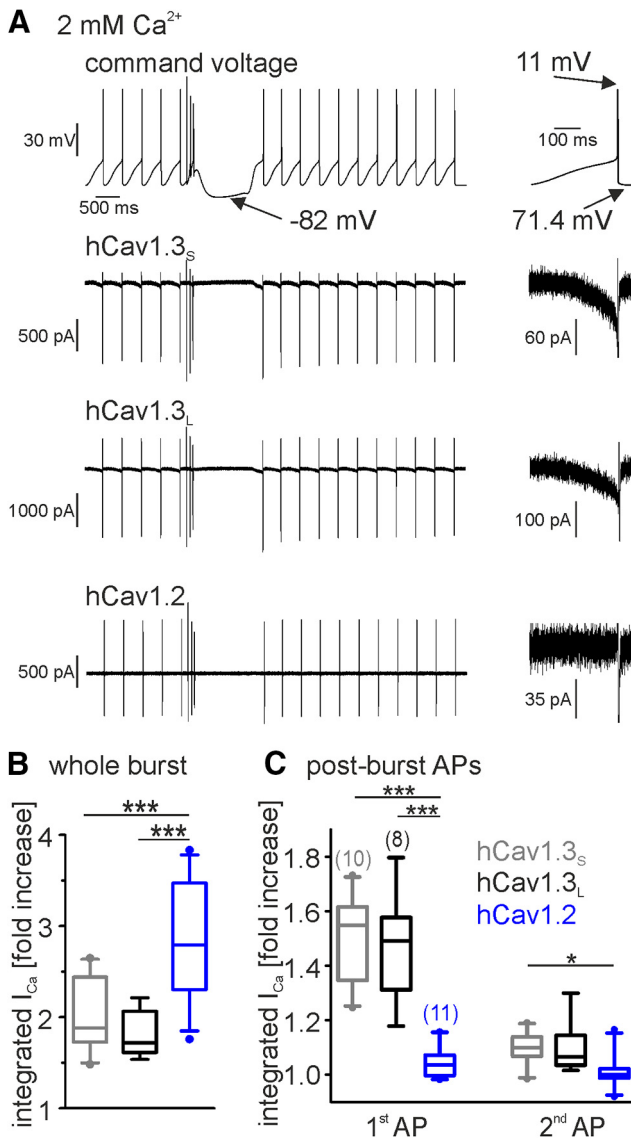 A 2 mM Ca2+
command voltage
11 mV
30 mV
100 ms
500 ms
-82 mV
71.4 mV
hCav1.3S
500 pA
60 pA
hCav1.3L
1000 pA
100 pA
hCav1.2
500 pA
35 pA
B whole burst
C post-burst APs
integrated ICa [fold increase]
4
3
2
1
***
***
integrated ICa [fold increase]
1.8
1.6
1.4
1.2
1.0
***
***
(10)
(8)
(11)
hCav1.3S
hCav1.3L
hCav1.2
*
1st AP
2nd AP